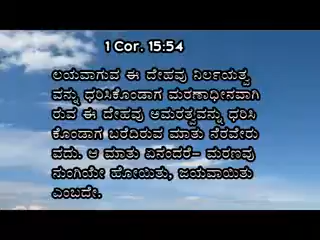 1 Cor. 15:54
ಲಯವಾಗುವ ಈ ದೇಹವು ನಿರ್ಲಯತ್ವ
ವನ್ನು ಧರಿಸಿಕೊಂಡಾಗ ಮರಣಾಧೀನವಾಗಿ
ರುವ ಈ ದೇಹವು ಆಮರತ್ವವನ್ನು ಧರಿಸಿ
ಕೊಂಡಾಗ ಬರೆದಿರುವ ಮಾತು ನೆರವೇರು
ವದು. ಆ ಮಾತು ಏನಂದರೆ- ಮರಣವು
ನುಂಗಿಯೇ ಹೋಯಿತು, ಜಯವಾಯಿತು
ಎಂಬದೇ.